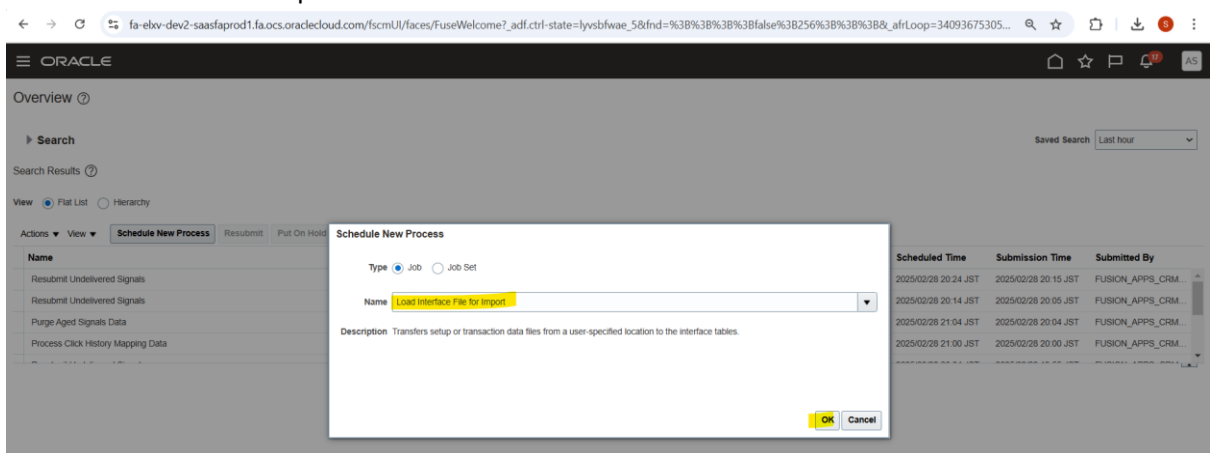 fa-elxv-dev2-saasfaprod1.fa.ocs.oraclecloud.com/fscmUI/faces/FuseWelcome?_adf.ctrl-state=lyvsbfwae_5&fnd=%3B%3B%3B%3Bfalse%3B256%3B%3B%3B&_afrLoop=34093675305... S
ORACLE 17 AS
Overview
Search Saved Search Last hour
Search Results
View Flat List Hierarchy
Actions View Schedule New Process Resubmit Put On Hold
Schedule New Process
Type Job Job Set
Name Load Interface File for Import
Description Transfers setup or transaction data files from a user-specified location to the interface tables.
OK Cancel
Name Scheduled Time Submission Time Submitted By
Resubmit Undelivered Signals 2025/02/28 20:24 JST 2025/02/28 20:15 JST FUSION_APPS_CRM...
Resubmit Undelivered Signals 2025/02/28 20:14 JST 2025/02/28 20:05 JST FUSION_APPS_CRM...
Purge Aged Signals Data 2025/02/28 21:04 JST 2025/02/28 20:04 JST FUSION_APPS_CRM...
Process Click History Mapping Data 2025/02/28 21:00 JST 2025/02/28 20:00 JST FUSION_APPS_CRM...